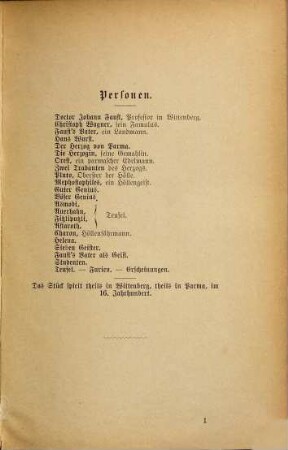 Personen.
Doctor Johann Faust, Professor in Wittenberg.
Christoph Wagner, sein Famulus.
Faust's Vater, ein Landmann.
Hans Wurst.
Der Herzog von Parma.
Die Herzogin, seine Gemahlin.
Orest, ein parmaischer Edelmann.
Zwei Trabanten des Herzogs.
Pluto, Oberster der Hölle.
Mephostophiles, ein Höllengeist.
Guter Genius.
Böser Genius.
Asmodi,
Auerhahn,
Fitzliputzli,
Astaroth,
Teufel.
Charon, Höllenfuhrmann.
Helena.
Sieben Geister.
Faust's Vater als Geist.
Studenten.
Teufel. — Furien. — Erscheinungen.
Das Stück spielt theils in Wittenberg, theils in Parma, im
16. Jahrhundert.
1